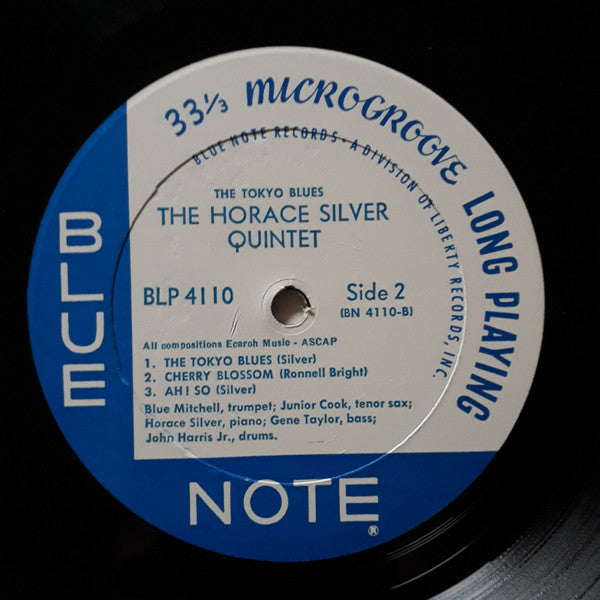 33⅓ MICROGROOVE LONG PLAYING
BLUE NOTE RECORDS · A DIVISION OF LIBERTY RECORDS, INC.
THE TOKYO BLUES
THE HORACE SILVER
QUINTET
BLP 4110
Side 2
(BN 4110-B)
All compositions Ecaroh Music - ASCAP
1. THE TOKYO BLUES (Silver)
2. CHERRY BLOSSOM (Ronnell Bright)
3. AH! SO (Silver)
Blue Mitchell, trumpet; Junior Cook, tenor sax;
Horace Silver, piano; Gene Taylor, bass;
John Harris Jr., drums.
BLUE
NOTE®